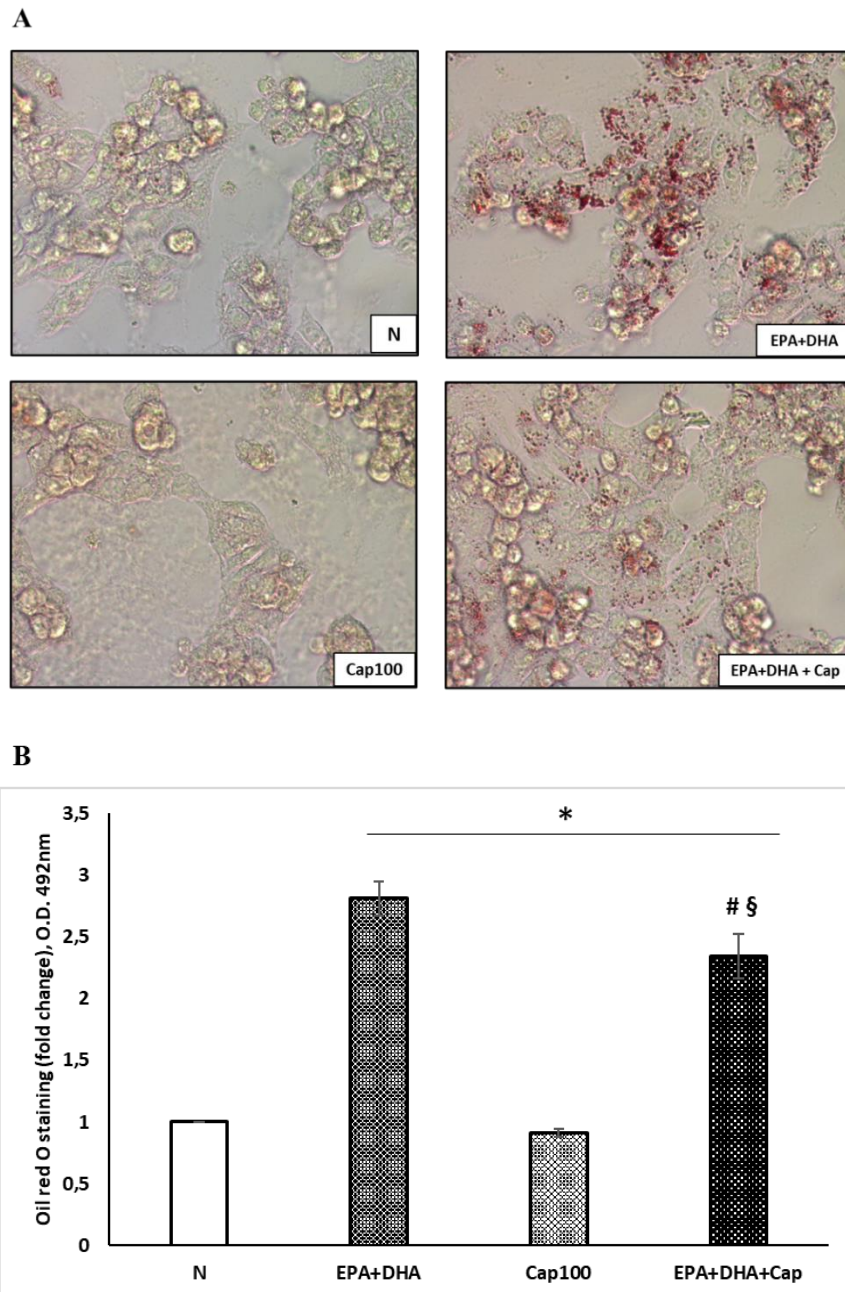 A
N
EPA+DHA
Cap100
EPA+DHA + Cap
B
Oil red O staining (fold change), O.D. 492nm
3,5
3
2,5
2
1,5
1
0,5
0
*
# §
N EPA+DHA Cap100 EPA+DHA+Cap